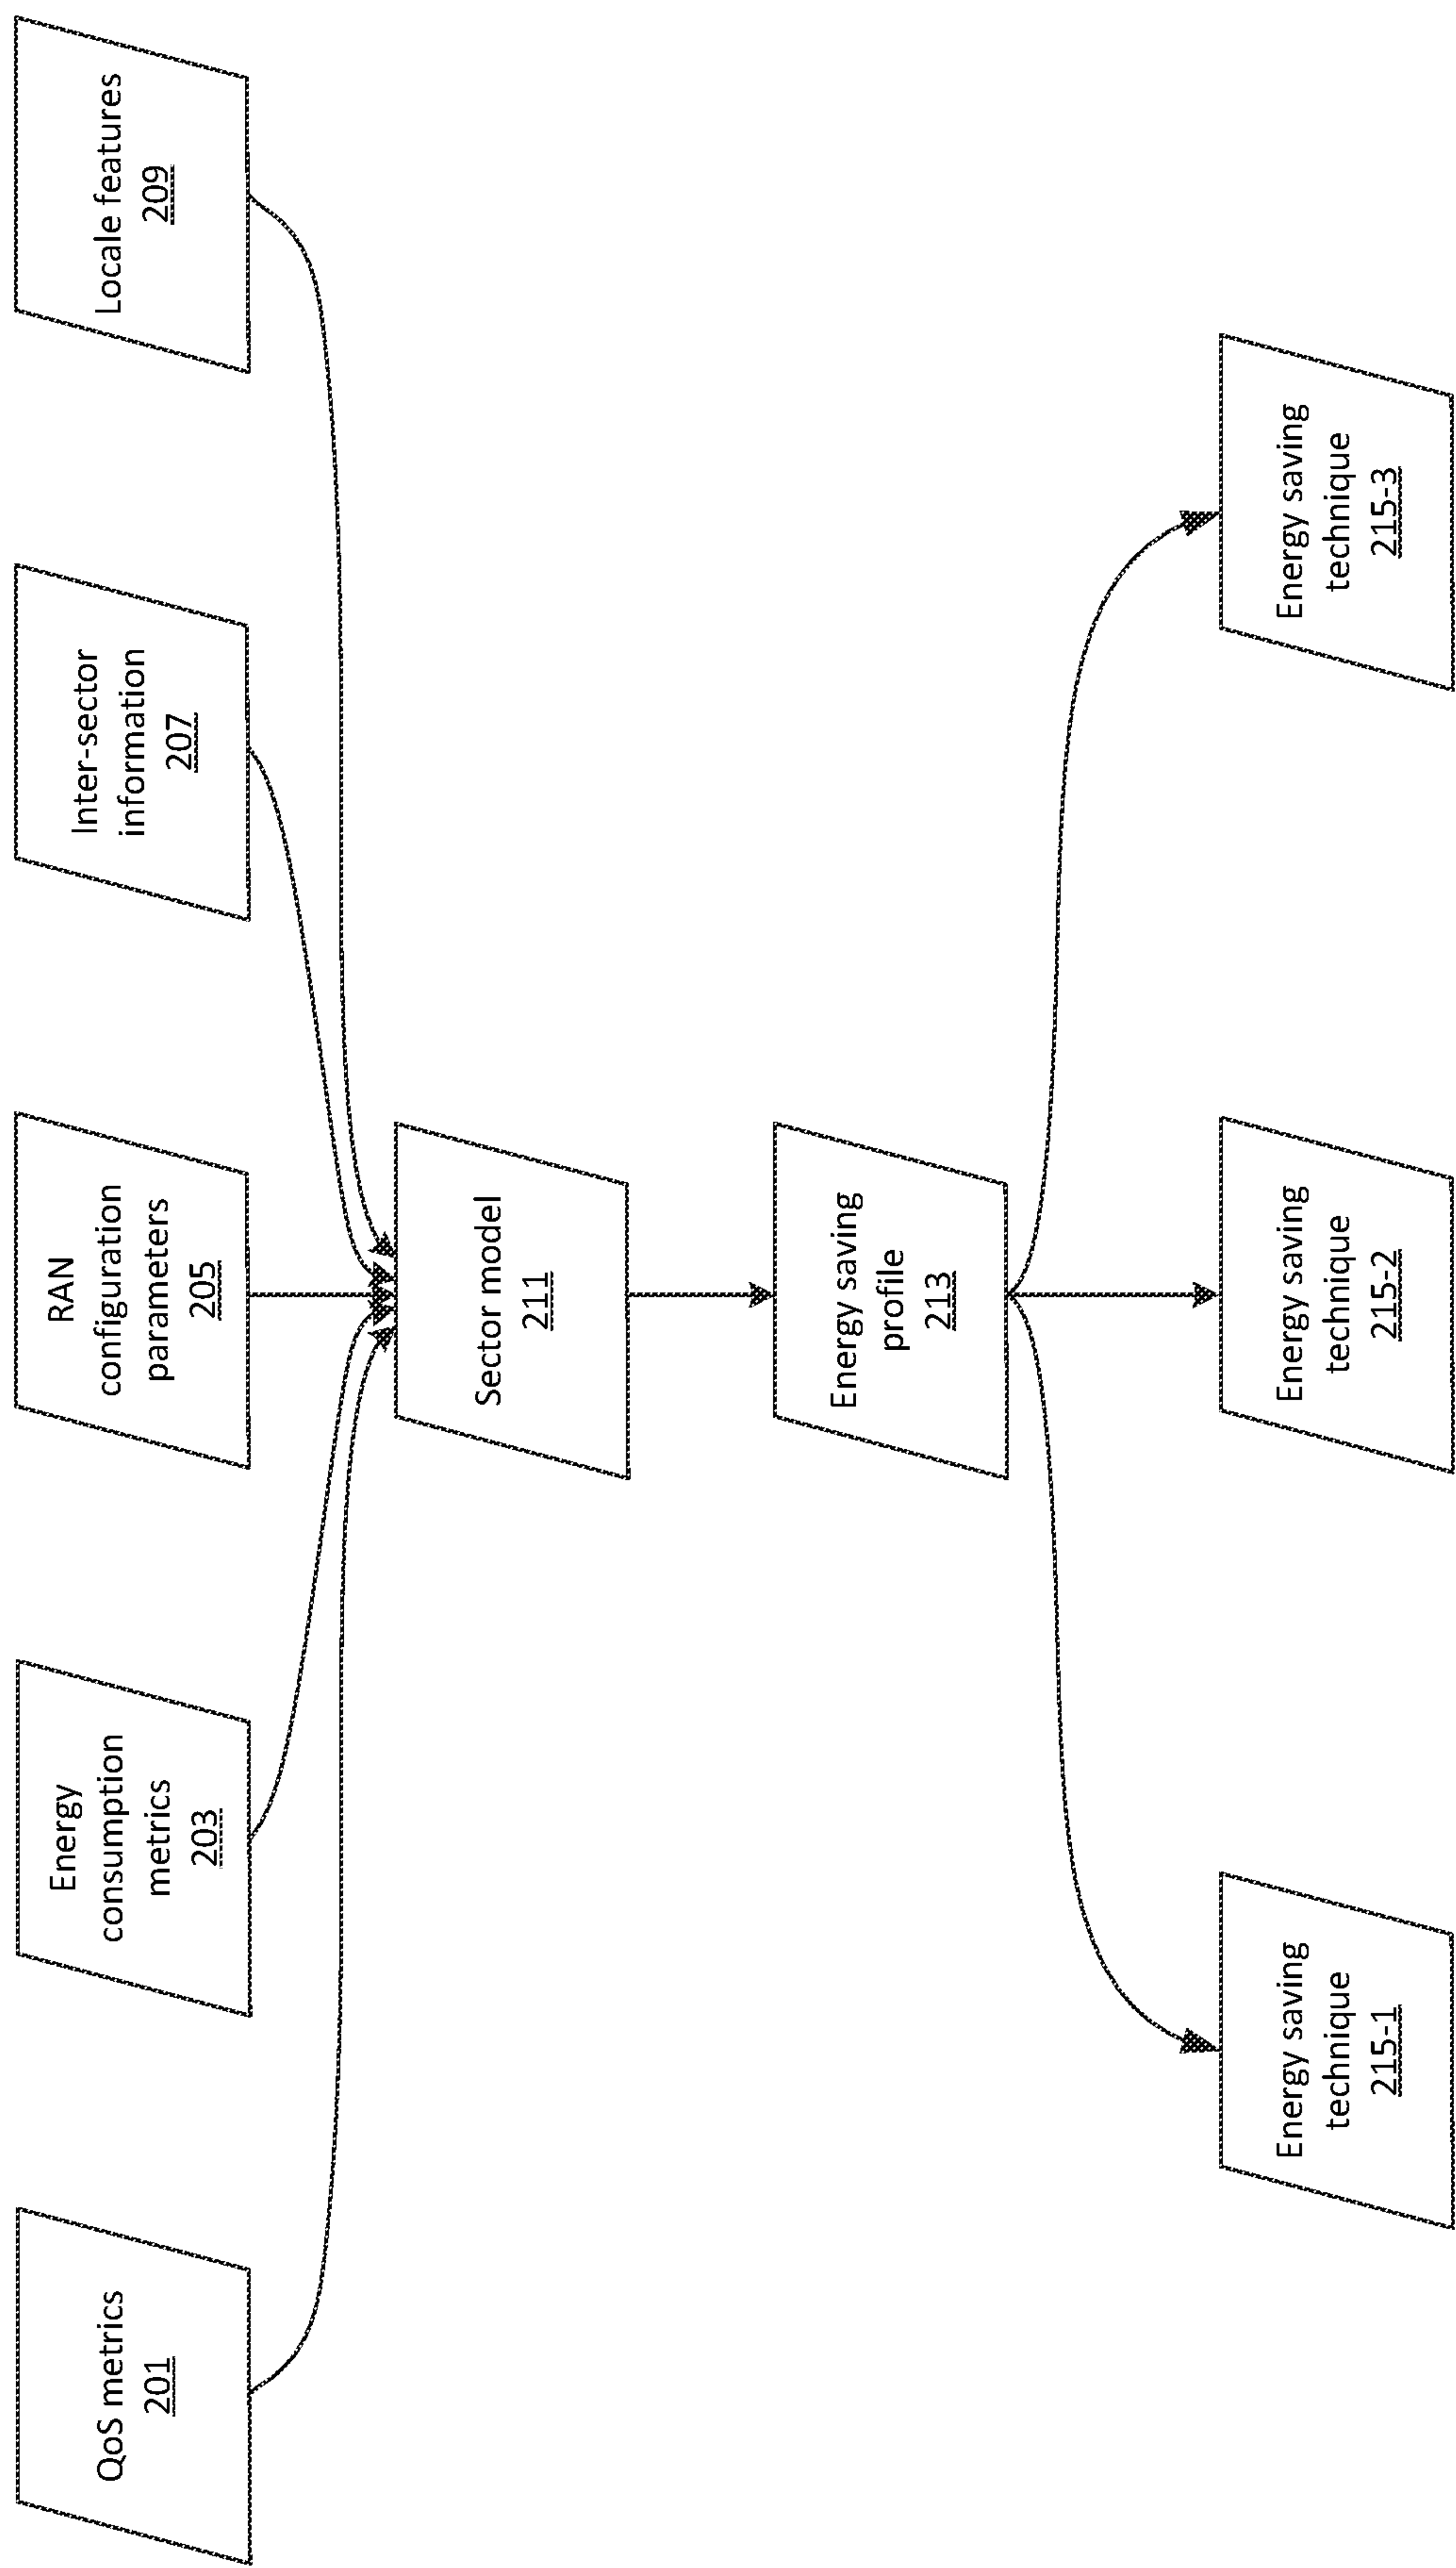 QoS metrics
201
Energy
consumption
metrics
203
RAN
configuration
parameters
205
Inter-sector
information
207
Locale features
209
Sector model
211
Energy saving
profile
213
Energy saving
technique
215-1
Energy saving
technique
215-2
Energy saving
technique
215-3